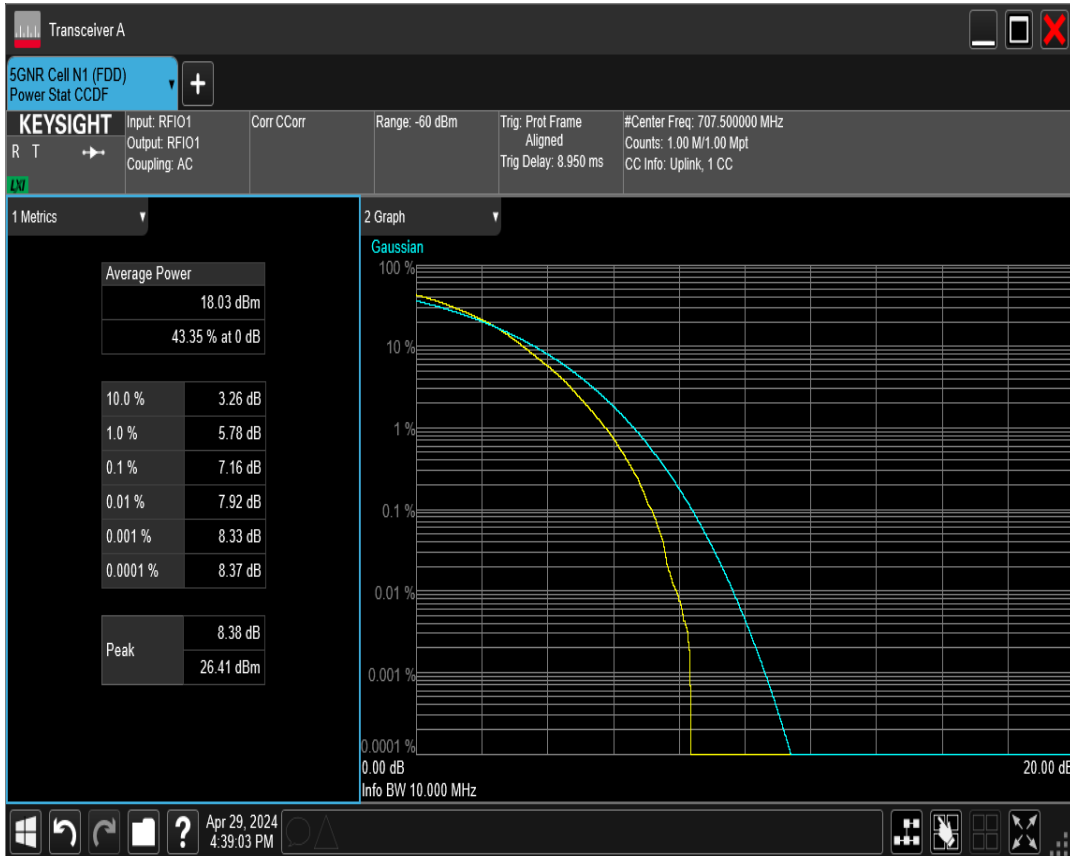 Transceiver A
5GNR Cell N1 (FDD)
Power Stat CCDF
KEYSIGHT
R T
LXI
Input: RFIO1
Output: RFIO1
Coupling: AC
Corr CCorr
Range: -60 dBm
Trig: Prot Frame
Aligned
Trig Delay: 8.950 ms
#Center Freq: 707.500000 MHz
Counts: 1.00 M/1.00 Mpt
CC Info: Uplink, 1 CC
1 Metrics
Average Power
18.03 dBm
43.35 % at 0 dB
10.0 % 3.26 dB
1.0 % 5.78 dB
0.1 % 7.16 dB
0.01 % 7.92 dB
0.001 % 8.33 dB
0.0001 % 8.37 dB
Peak
8.38 dB
26.41 dBm
2 Graph
Gaussian
100 %
10 %
1 %
0.1 %
0.01 %
0.001 %
0.0001 %
0.00 dB
20.00 dB
Info BW 10.000 MHz
?
Apr 29, 2024
4:39:03 PM